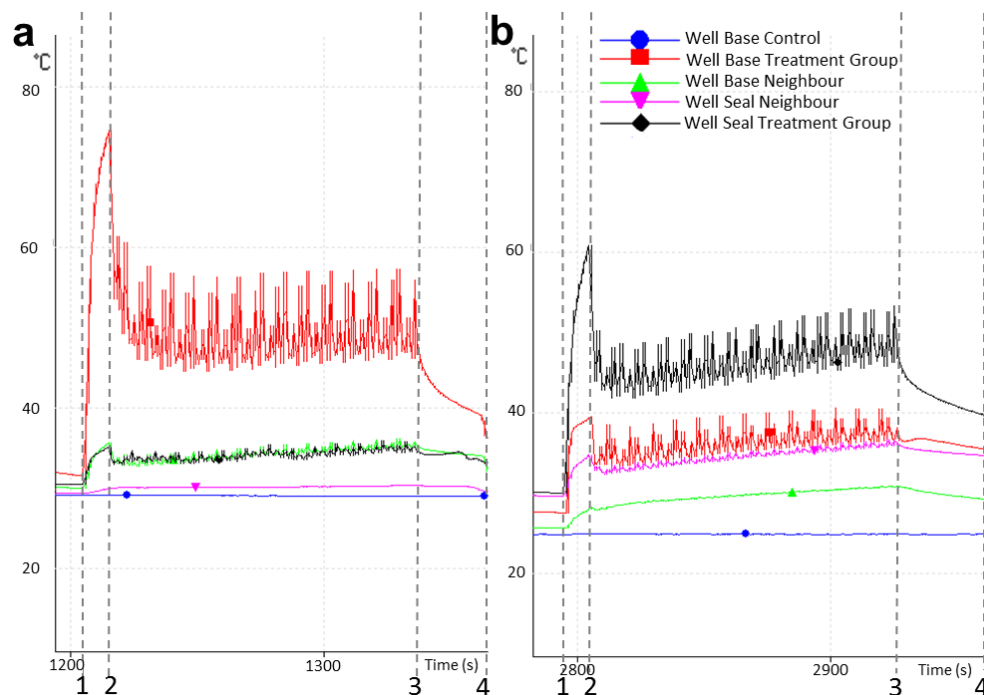 a
°C
80
60
40
20
1200
1300
Time (s)
1
2
3
4
b
°C
Well Base Control
Well Base Treatment Group
Well Base Neighbour
Well Seal Neighbour
Well Seal Treatment Group
80
60
40
20
2800
2900
Time (s)
1
2
3
4